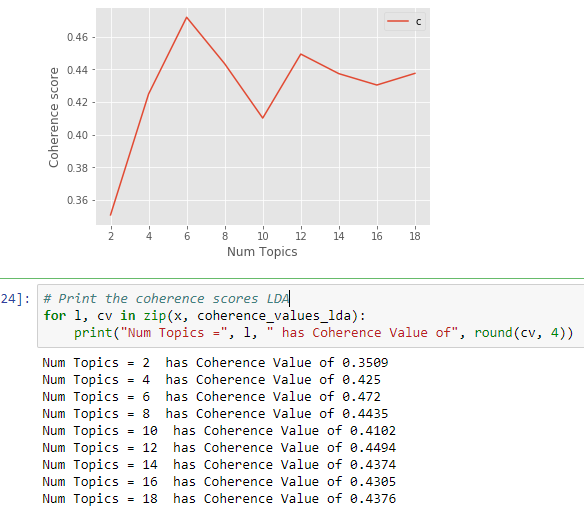 c
0.46
0.44
0.42
0.40
0.38
0.36
Coherence score
2 4 6 8 10 12 14 16 18
Num Topics
24]: # Print the coherence scores LDA
for l, cv in zip(x, coherence_values_lda):
    print("Num Topics =", l, " has Coherence Value of", round(cv, 4))
Num Topics = 2  has Coherence Value of 0.3509
Num Topics = 4  has Coherence Value of 0.425
Num Topics = 6  has Coherence Value of 0.472
Num Topics = 8  has Coherence Value of 0.4435
Num Topics = 10  has Coherence Value of 0.4102
Num Topics = 12  has Coherence Value of 0.4494
Num Topics = 14  has Coherence Value of 0.4374
Num Topics = 16  has Coherence Value of 0.4305
Num Topics = 18  has Coherence Value of 0.4376